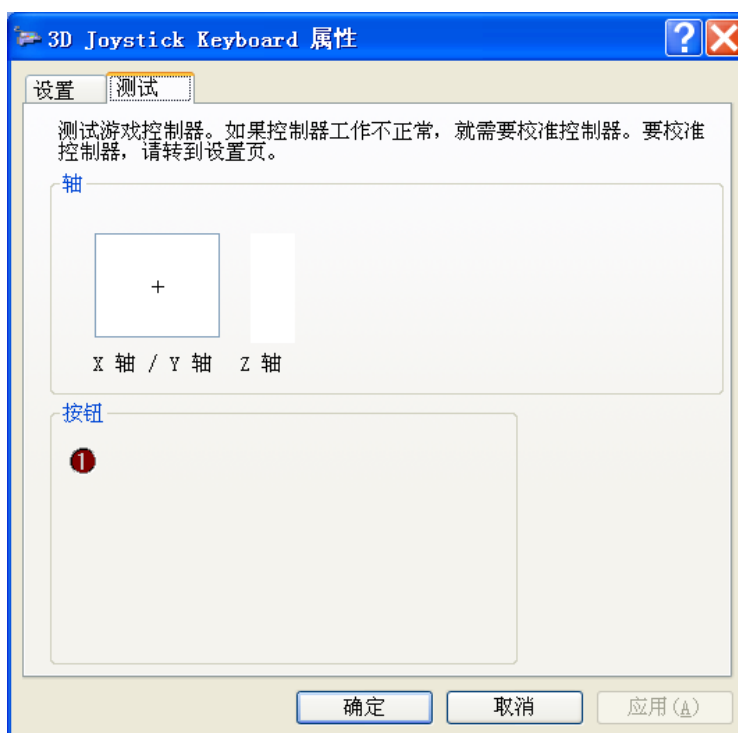 3D Joystick Keyboard 属性
设置 测试
测试游戏控制器。如果控制器工作不正常，就需要校准控制器。要校准
控制器，请转到设置页。
轴
X 轴 / Y 轴 Z 轴
按钮
1
确定 取消 应用(A)